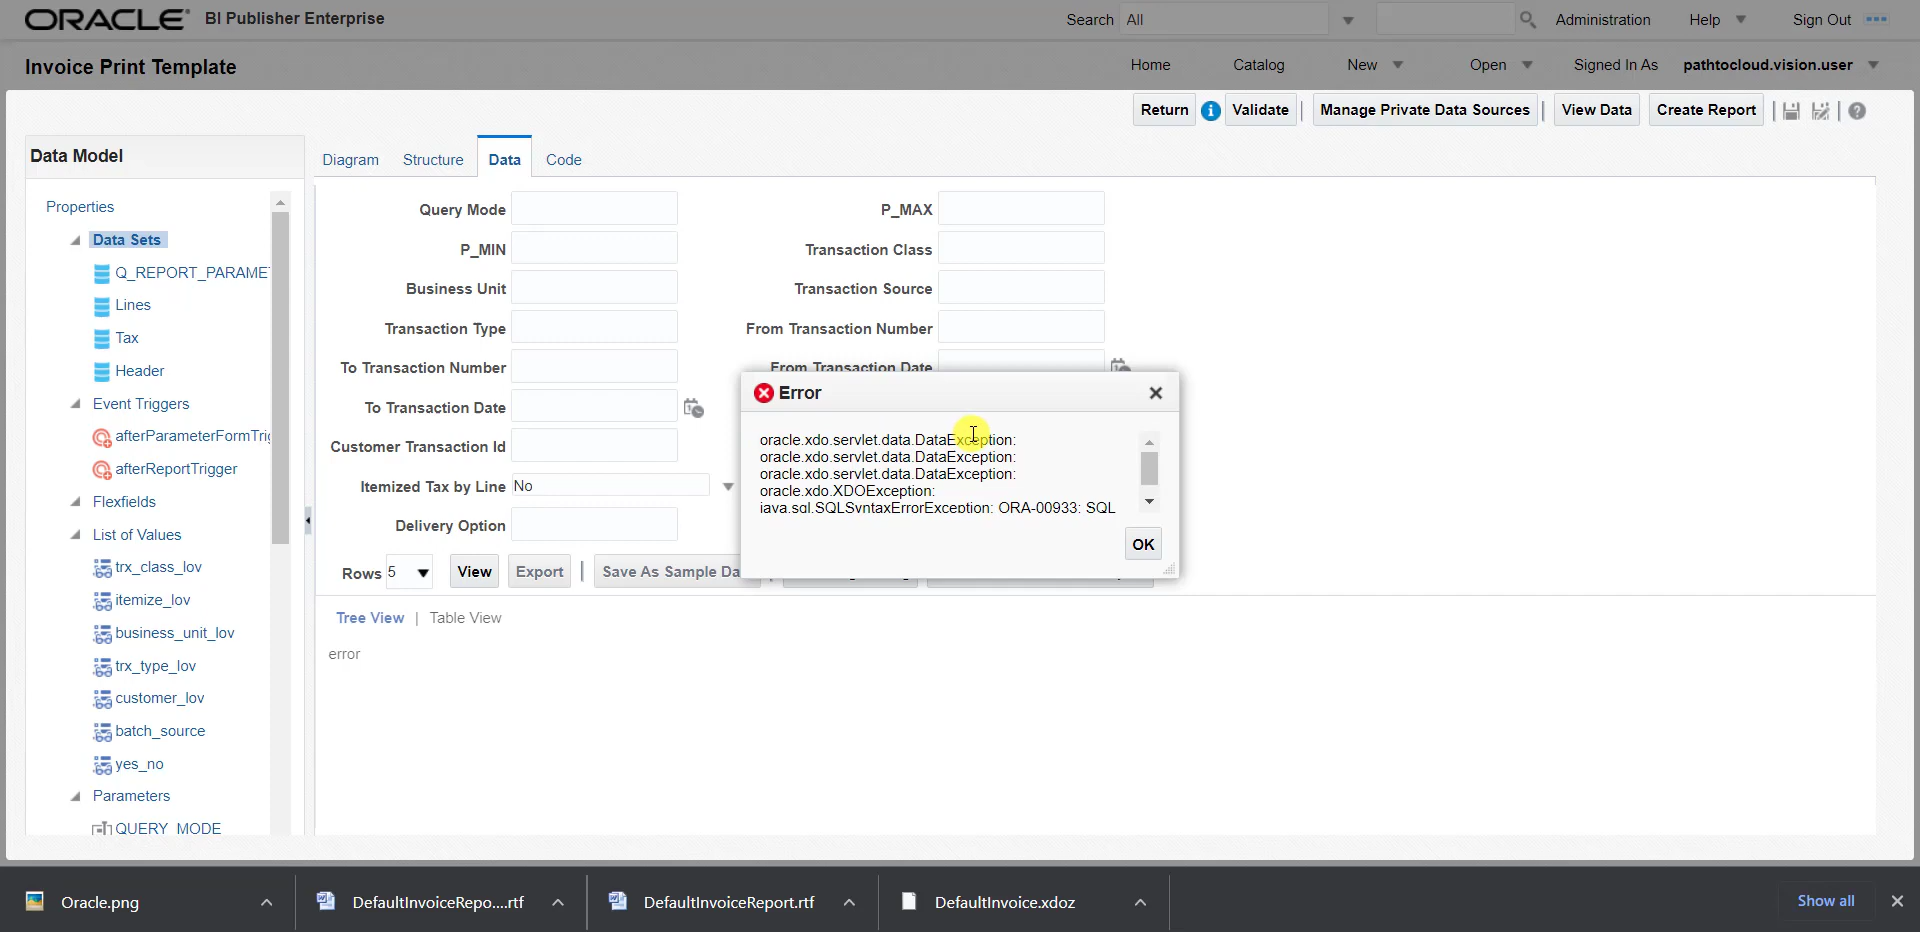 ORACLE BI Publisher Enterprise
Search All Administration Help Sign Out
Invoice Print Template
Home Catalog New Open Signed In As pathtocloud.vision.user
Return Validate Manage Private Data Sources View Data Create Report
Data Model
Diagram Structure Data Code
Properties
Data Sets
Q_REPORT_PARAME
Lines
Tax
Header
Event Triggers
afterParameterFormTrig
afterReportTrigger
Flexfields
List of Values
trx_class_lov
itemize_lov
business_unit_lov
trx_type_lov
customer_lov
batch_source
yes_no
Parameters
QUERY_MODE
Query Mode P_MAX
P_MIN Transaction Class
Business Unit Transaction Source
Transaction Type From Transaction Number
To Transaction Number From Transaction Date
To Transaction Date
Customer Transaction Id
Itemized Tax by Line No
Delivery Option
Rows 5 View Export Save As Sample Da
Error
oracle.xdo.servlet.data.DataException:
oracle.xdo.servlet.data.DataException:
oracle.xdo.servlet.data.DataException:
oracle.xdo.XDOException:
java.sql.SQLSyntaxErrorException: ORA-00933: SQL
OK
Tree View | Table View
error
Oracle.png DefaultInvoiceRepo....rtf DefaultInvoiceReport.rtf DefaultInvoice.xdoz Show all